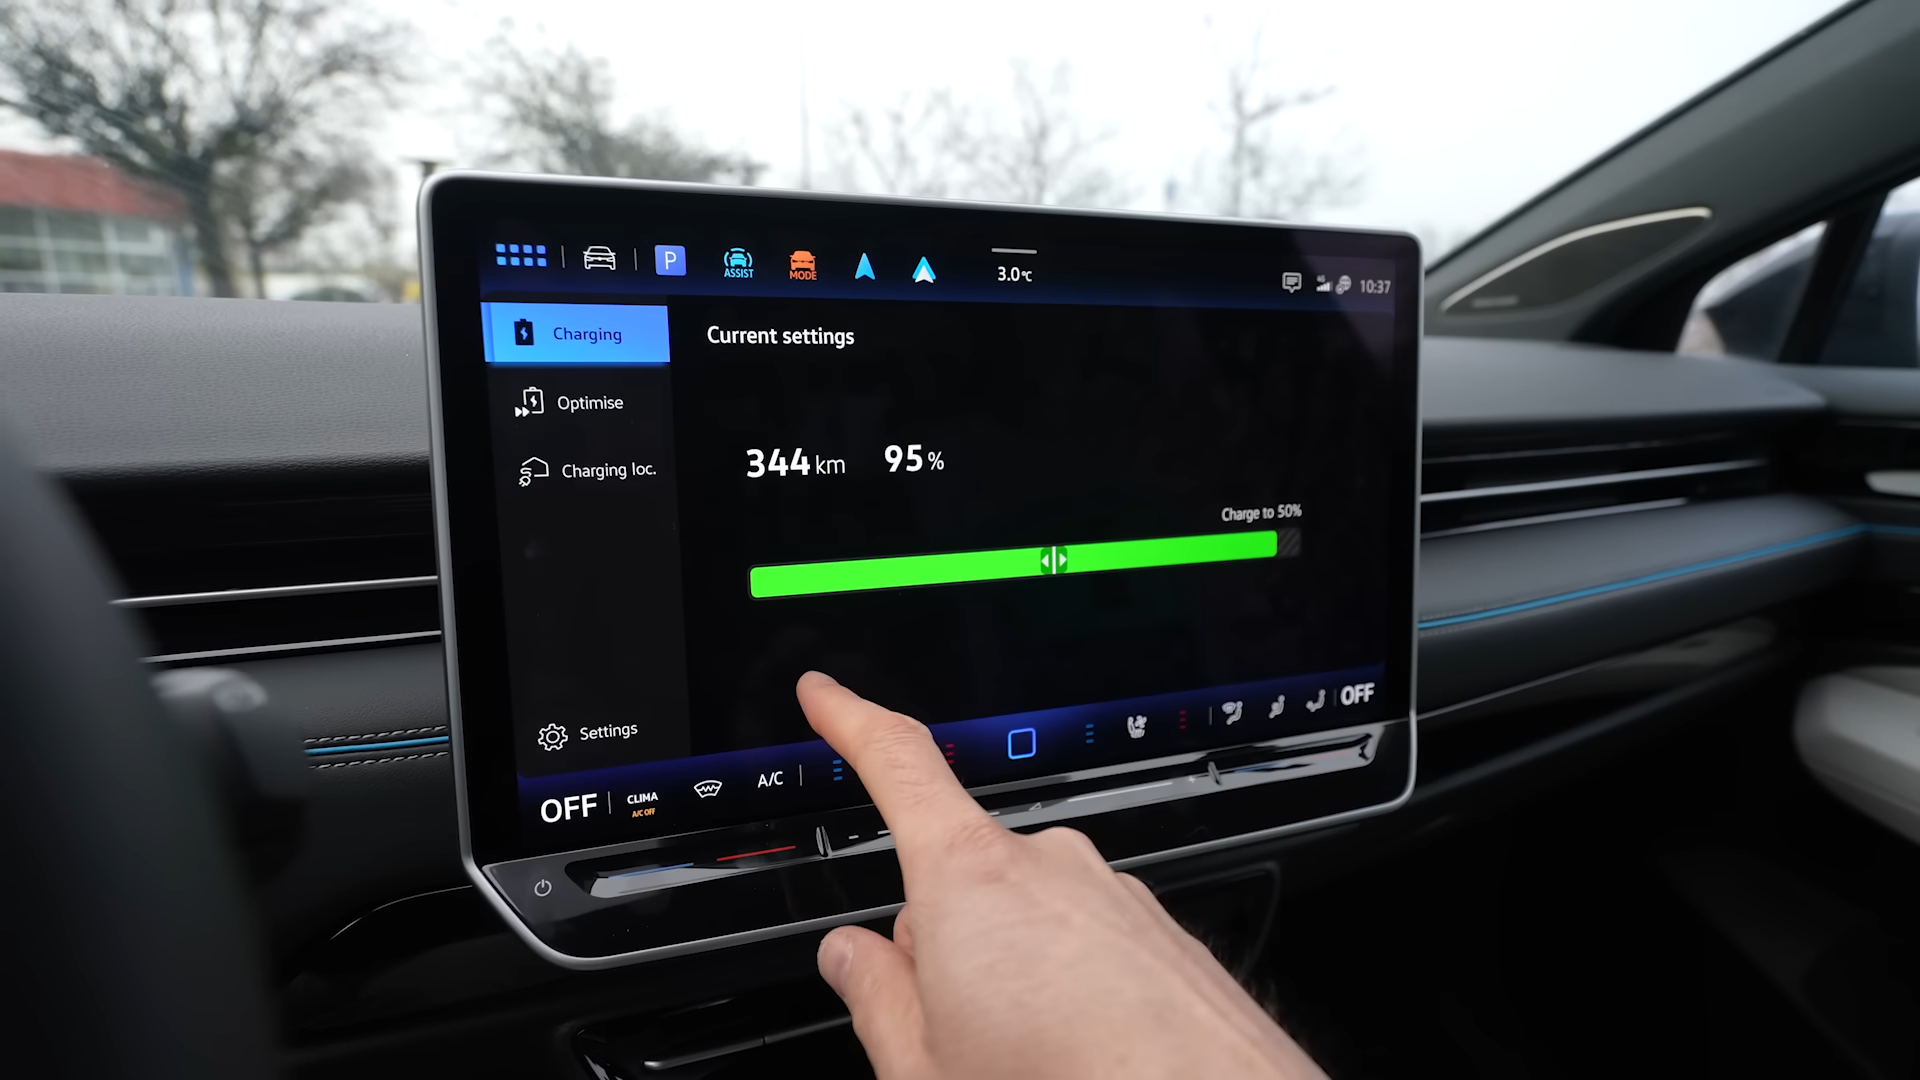 P
ASSIST
MODE
3.0°C
4G
10:37
Charging
Current settings
Optimise
344 km 95 %
Charging loc.
Charge to 50%
Settings
OFF
OFF
CLIMA
A/C OFF
A/C